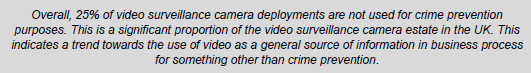 Overall, 25% of video surveillance camera deployments are not used for crime prevention
purposes. This is a significant proportion of the video surveillance camera estate in the UK. This
indicates a trend towards the use of video as a general source of information in business process
for something other than crime prevention.